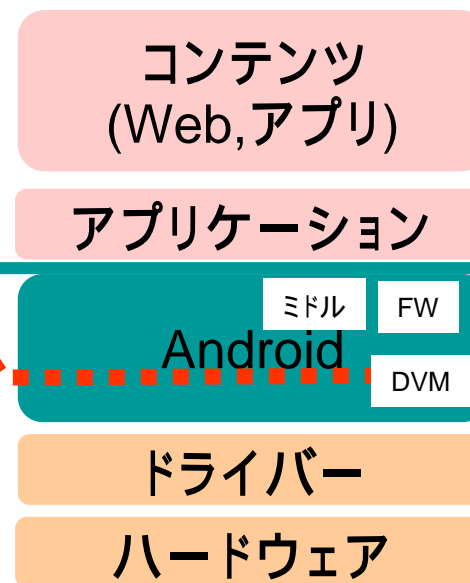 コンテンツ
(Web,アプリ)
アプリケーション
ミドル
FW
Android
DVM
ドライバー
ハードウェア